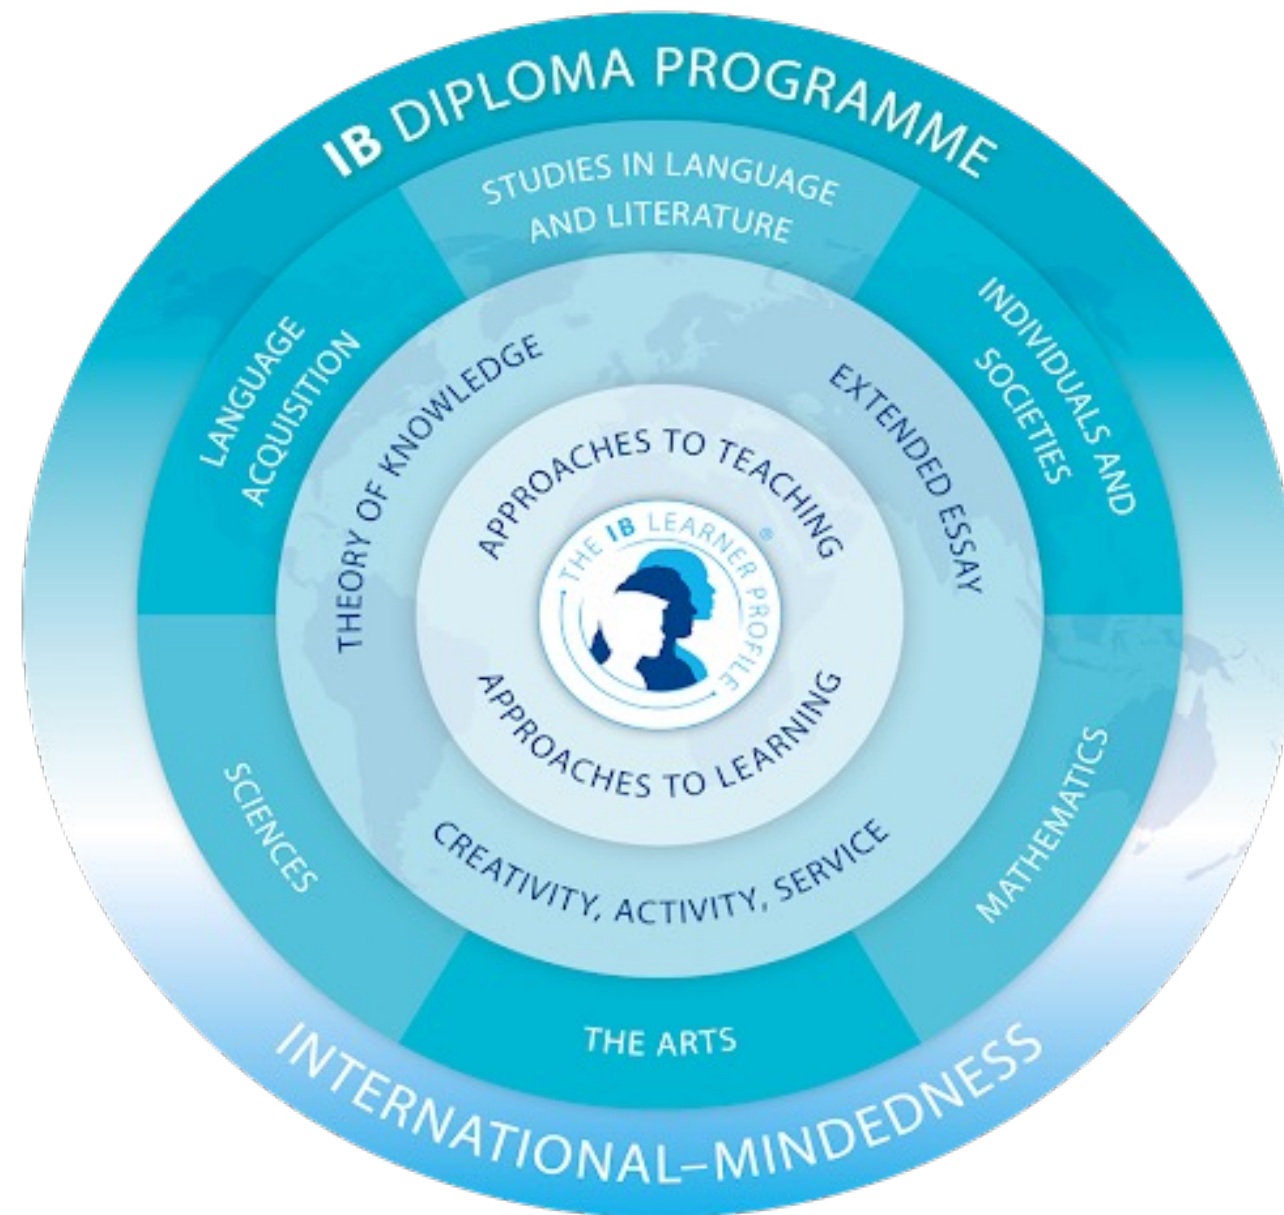 IB DIPLOMA PROGRAMME
STUDIES IN LANGUAGE
AND LITERATURE
LANGUAGE
ACQUISITION
INDIVIDUALS AND
SOCIETIES
THEORY OF KNOWLEDGE
EXTENDED ESSAY
APPROACHES TO TEACHING
THE IB LEARNER PROFILE
®
APPROACHES TO LEARNING
CREATIVITY, ACTIVITY, SERVICE
SCIENCES
MATHEMATICS
THE ARTS
INTERNATIONAL–MINDEDNESS